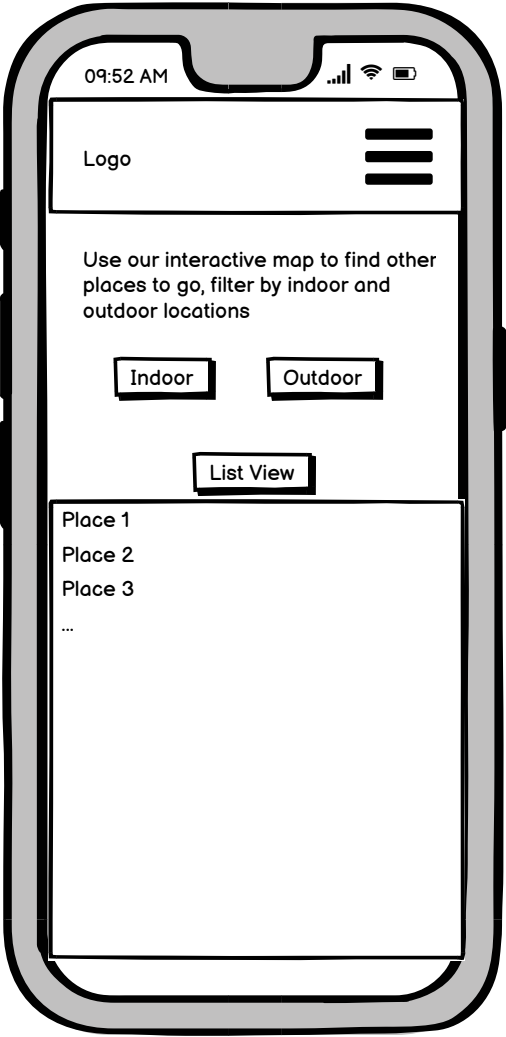 09:52 AM
Logo
Use our interactive map to find other
places to go, filter by indoor and
outdoor locations
Indoor
Outdoor
List View
Place 1
Place 2
Place 3
...